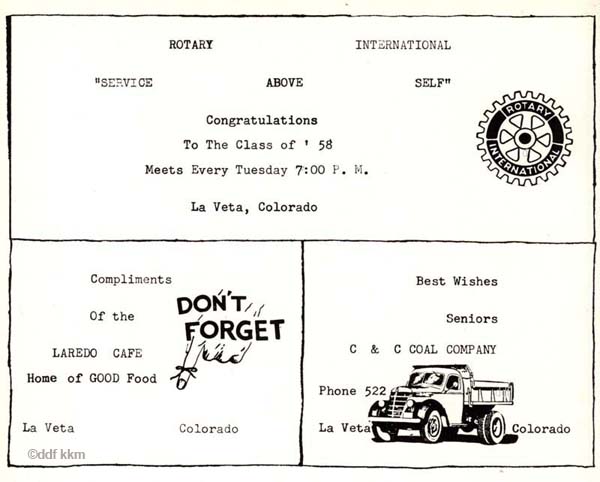 ROTARY INTERNATIONAL
"SERVICE ABOVE SELF"
Congratulations
To The Class of ' 58
Meets Every Tuesday 7:00 P. M.
La Veta, Colorado
ROTARY
INTERNATIONAL
Compliments
Of the
LAREDO CAFE
Home of GOOD Food
La Veta Colorado
DON'T
FORGET
Best Wishes
Seniors
C & C COAL COMPANY
Phone 522
La Veta Colorado
©ddf kkm